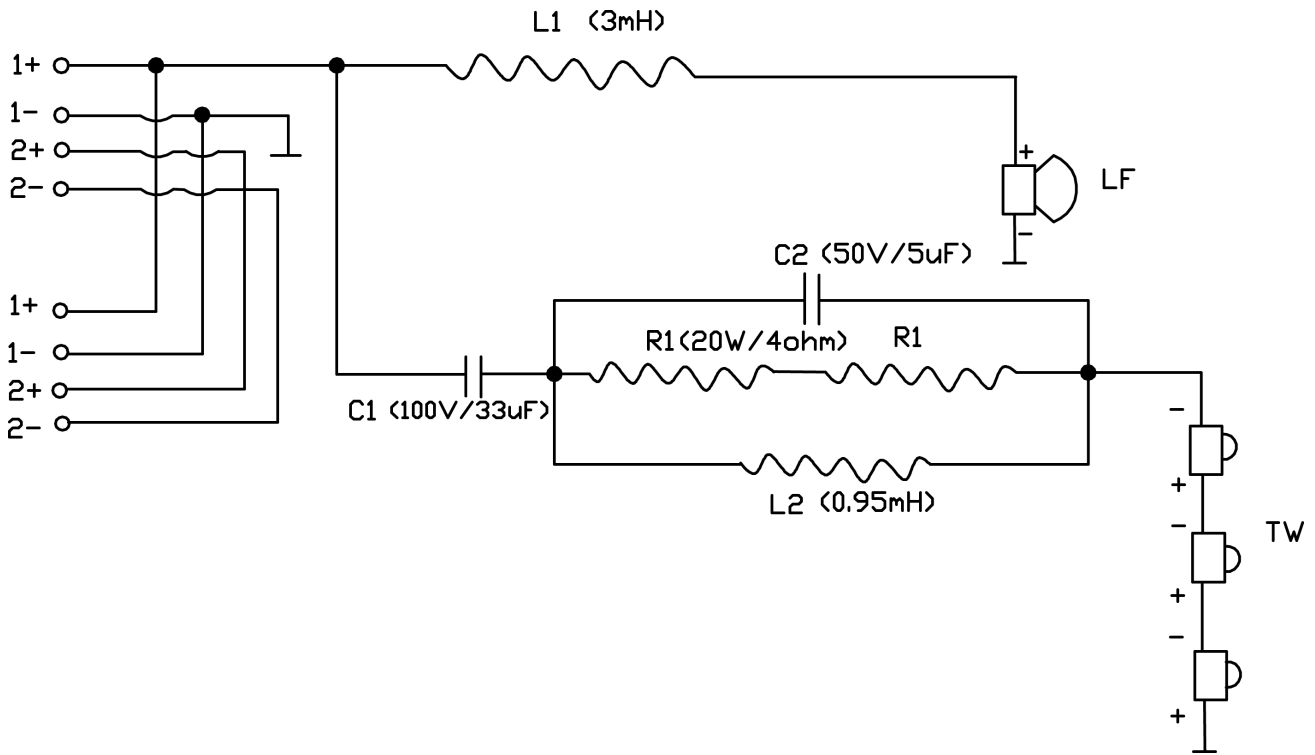 L1 (3mH)
1+
1-
2+
2-
+
LF
-
C2 (50V/5uF)
1+
R1(20W/4ohm) R1
1-
2+
2-
C1 (100V/33uF)
-
+
L2 (0.95mH)
-
TW
+
-
+